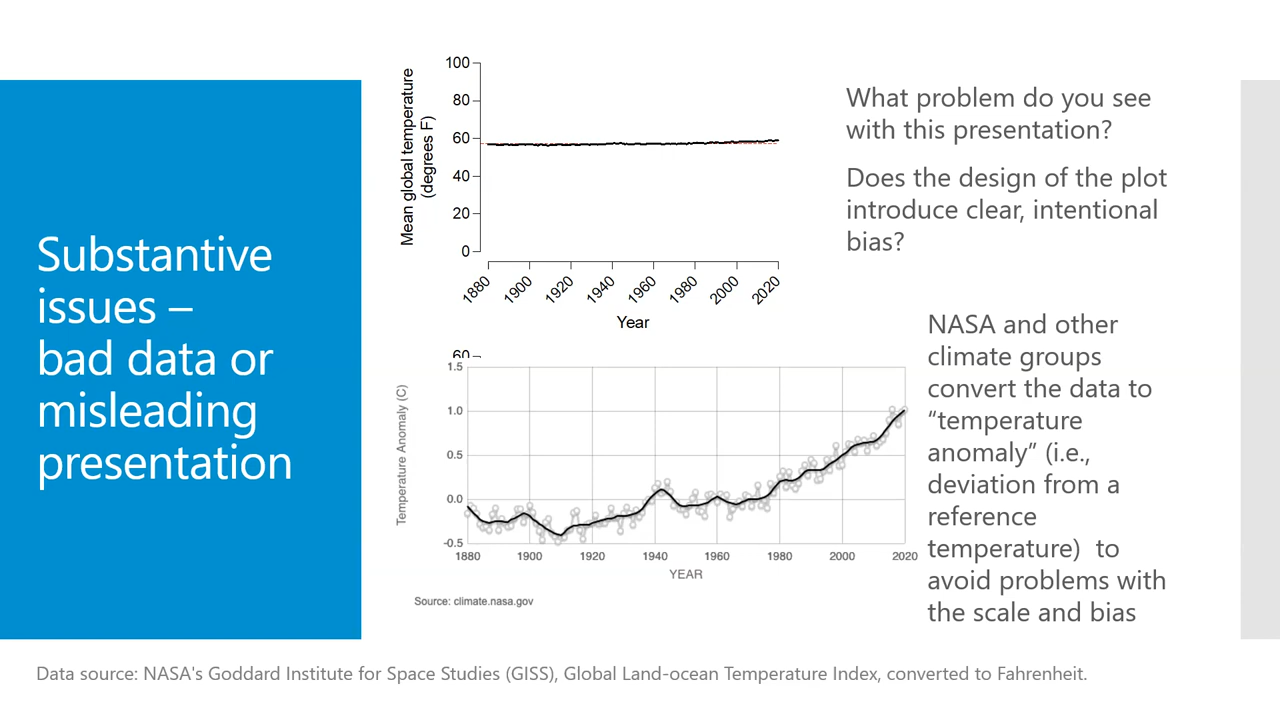 Substantive
issues –
bad data or
misleading
presentation
Mean global temperature
(degrees F)
100
80
60
40
20
0
1880
1900
1920
1940
1960
1980
2000
2020
Year
What problem do you see
with this presentation?
Does the design of the plot
introduce clear, intentional
bias?
60
Temperature Anomaly (C)
1.5
1.0
0.5
0.0
-0.5
1880
1900
1920
1940
1960
1980
2000
2020
YEAR
Source: climate.nasa.gov
NASA and other
climate groups
convert the data to
“temperature
anomaly” (i.e.,
deviation from a
reference
temperature)  to
avoid problems with
the scale and bias
Data source: NASA's Goddard Institute for Space Studies (GISS), Global Land-ocean Temperature Index, converted to Fahrenheit.